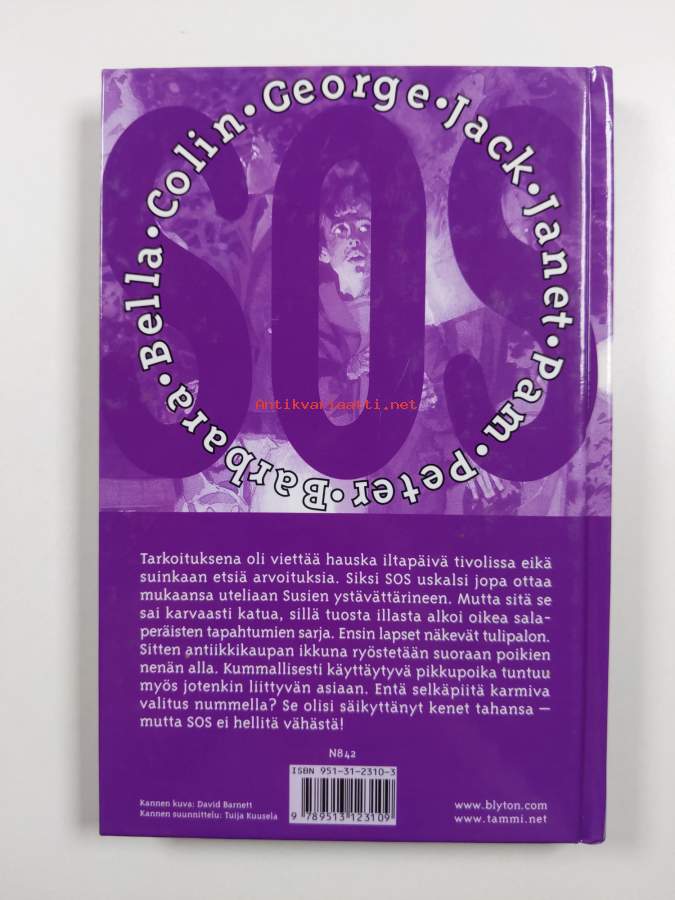 SOS
Barbara • Bella • Colin • George • Jack • Janet • Pam • Peter •
Antikvariaatti.net
Tarkoituksena oli viettää hauska iltapäivä tivolissa eikä
suinkaan etsiä arvoituksia. Siksi SOS uskalsi jopa ottaa
mukaansa uteliaan Susien ystävättärineen. Mutta sitä se
sai karvaasti katua, sillä tuosta illasta alkoi oikea sala-
peräisten tapahtumien sarja. Ensin lapset näkevät tulipalon.
Sitten antiikkikaupan ikkuna ryöstetään suoraan poikien
nenän alla. Kummallisesti käyttäytyvä pikkupoika tuntuu
myös jotenkin liittyvän asiaan. Entä selkäpiitä karmiva
valitus nummella? Se olisi säikyttänyt kenet tahansa –
mutta SOS ei hellitä vähästä!
N842
ISBN 951-31-2310-3
9 789513 123109
Kannen kuva: David Barnett
Kannen suunnittelu: Tuija Kuusela
www.blyton.com
www.tammi.net